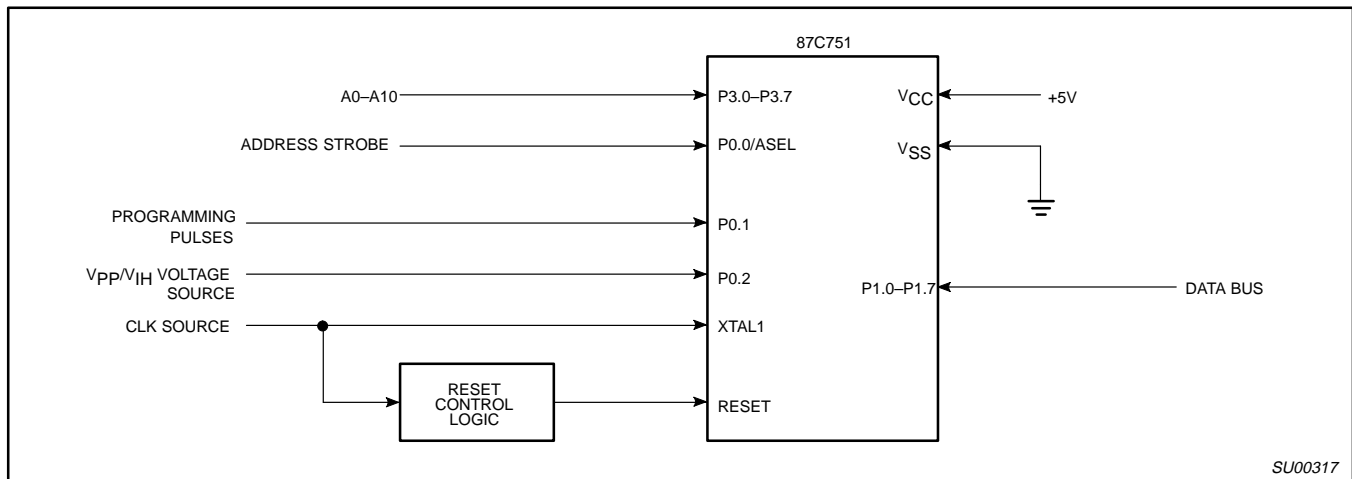 87C751
A0–A10
P3.0–P3.7
VCC
+5V
ADDRESS STROBE
P0.0/ASEL
VSS
PROGRAMMING
PULSES
P0.1
VPP/VIH VOLTAGE
SOURCE
P0.2
P1.0–P1.7
DATA BUS
CLK SOURCE
XTAL1
RESET
CONTROL
LOGIC
RESET
SU00317